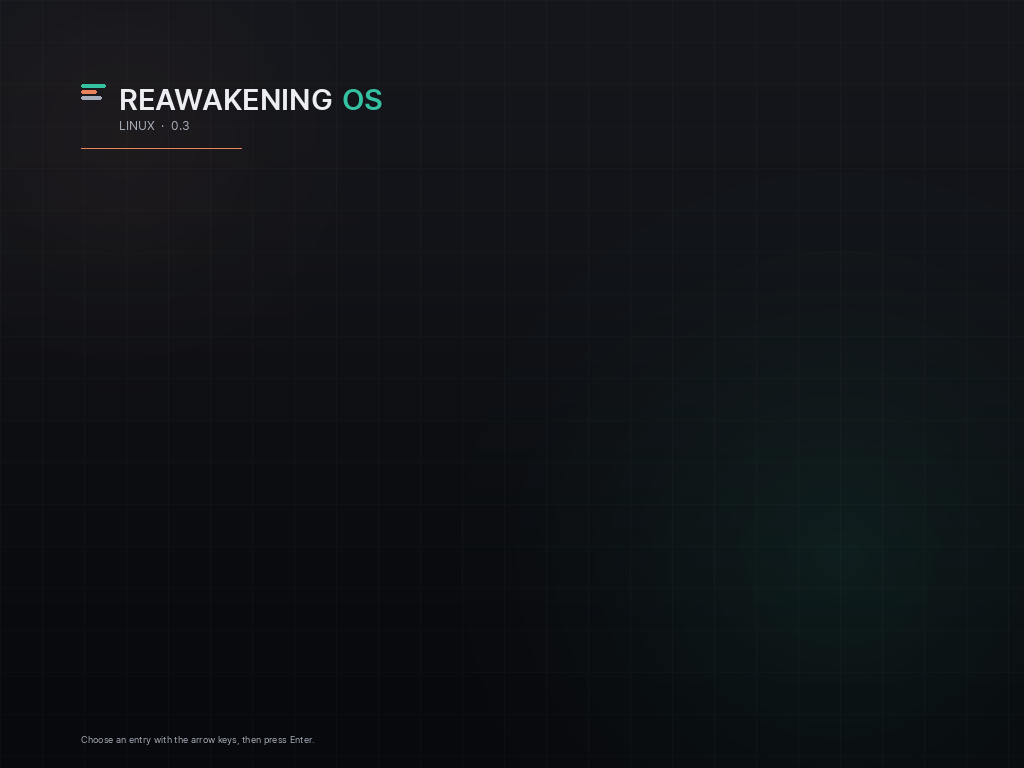 REAWAKENING OS
LINUX · 0.3
Choose an entry with the arrow keys, then press Enter.